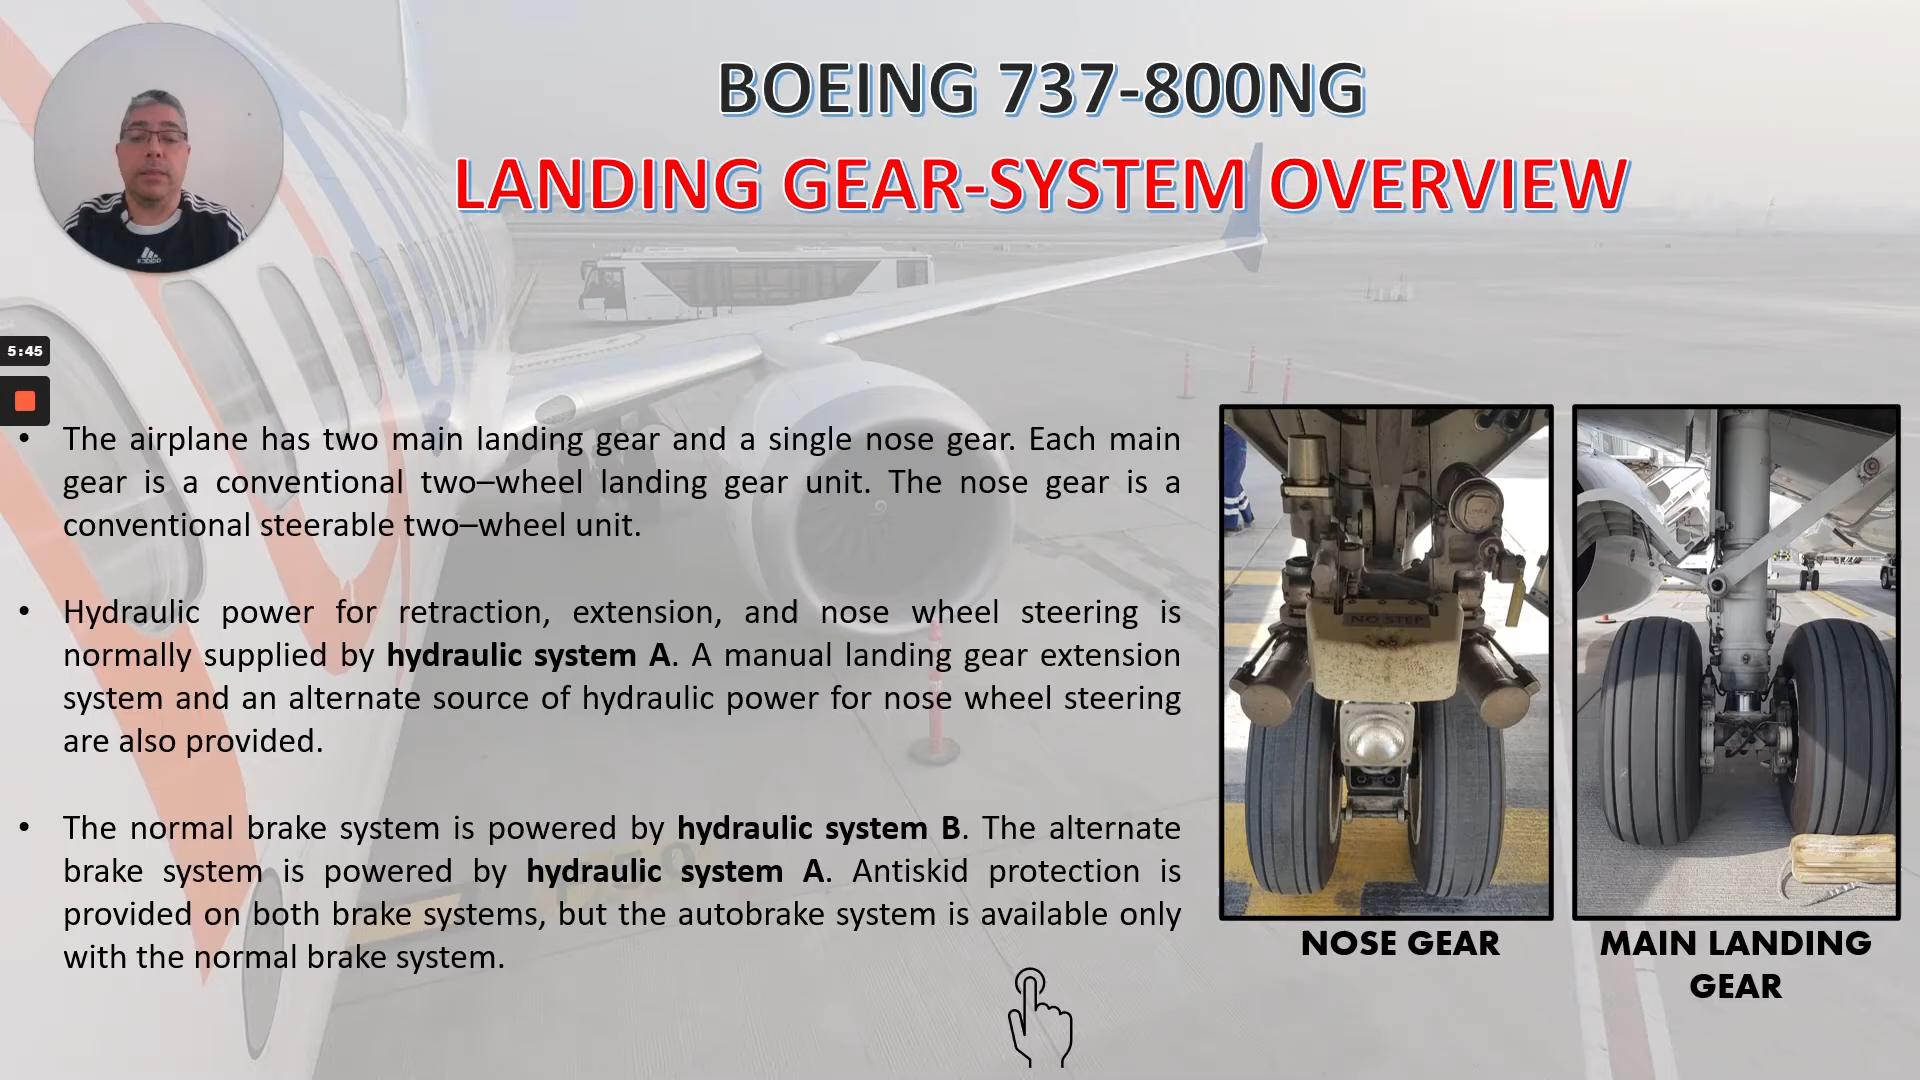 BOEING 737-800NG
LANDING GEAR-SYSTEM OVERVIEW
adidas
5:45
• The airplane has two main landing gear and a single nose gear. Each main
gear is a conventional two–wheel landing gear unit. The nose gear is a
conventional steerable two–wheel unit.
• Hydraulic power for retraction, extension, and nose wheel steering is
normally supplied by hydraulic system A. A manual landing gear extension
system and an alternate source of hydraulic power for nose wheel steering
are also provided.
• The normal brake system is powered by hydraulic system B. The alternate
brake system is powered by hydraulic system A. Antiskid protection is
provided on both brake systems, but the autobrake system is available only
with the normal brake system.
NO STEP
NOSE GEAR
MAIN LANDING
GEAR